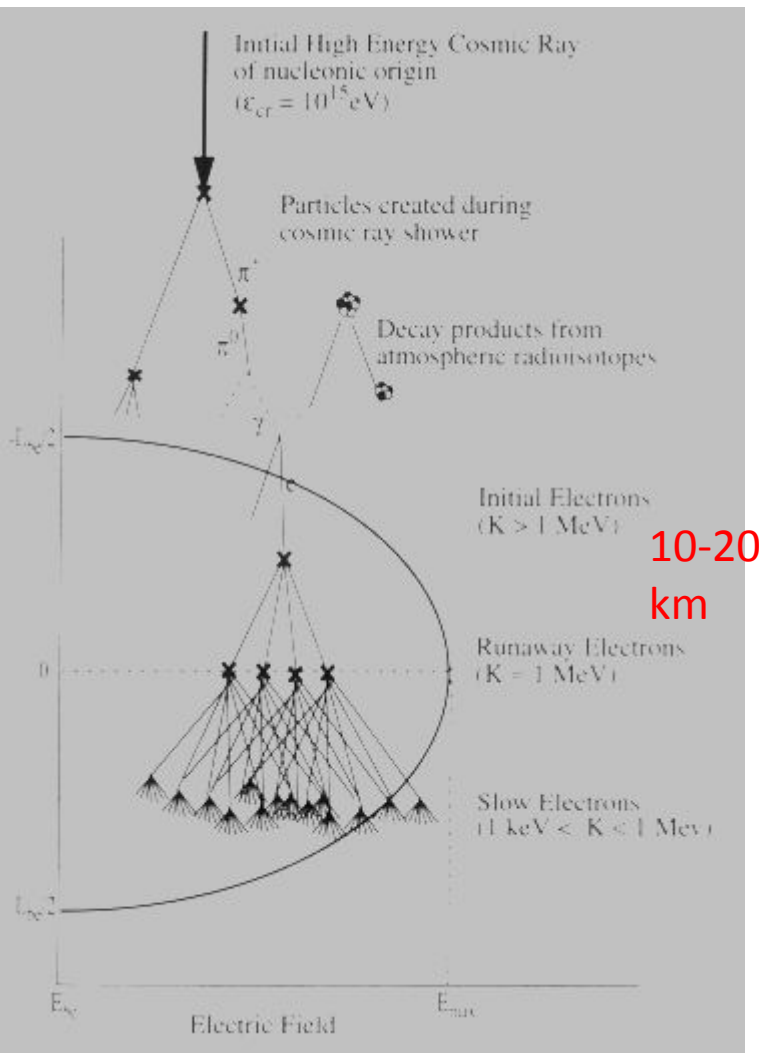 Initial High Energy Cosmic Ray
of nucleonic origin
(ε_cr = 10^15 eV)
Particles created during
cosmic ray shower
π
π^0
Decay products from
atmospheric radioisotopes
γ
e
Initial Electrons
(K > 1 MeV)
10-20
km
0
Runaway Electrons
(K = 1 MeV)
Slow Electrons
(1 keV < K < 1 Mev)
E_max
Electric Field